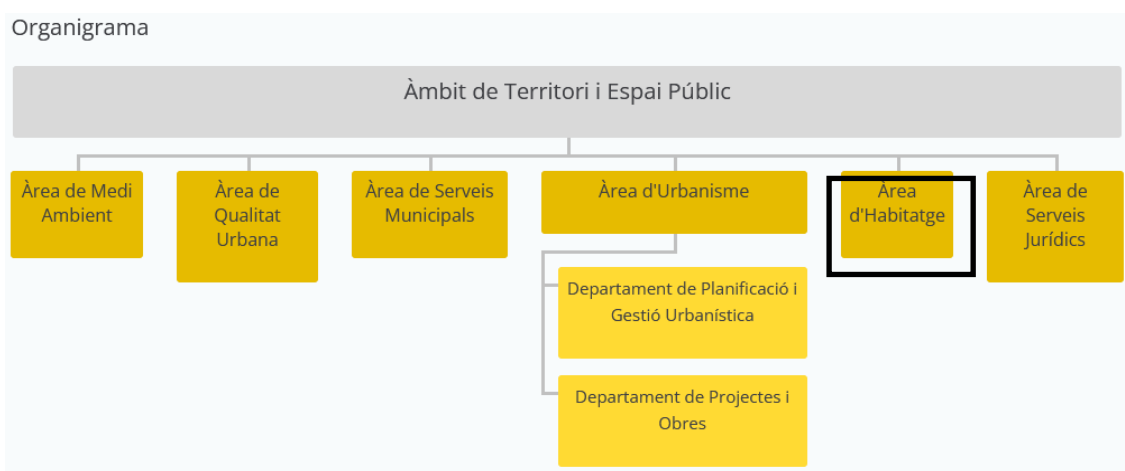 Organigrama
Àmbit de Territori i Espai Públic
Àrea de Medi
Ambient
Àrea de
Qualitat
Urbana
Àrea de Serveis
Municipals
Àrea d'Urbanisme
Àrea
d'Habitatge
Àrea de
Serveis
Jurídics
Departament de Planificació i
Gestió Urbanística
Departament de Projectes i
Obres